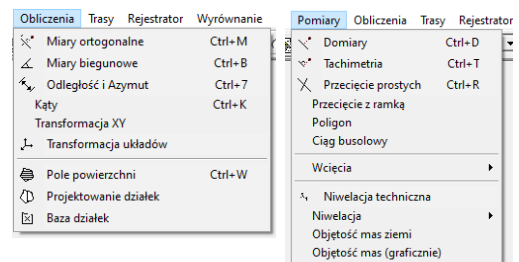 Obliczenia Trasy Rejestrator Wyrównanie
Miary ortogonalne Ctrl+M
Miary biegunowe Ctrl+B
Odległość i Azymut Ctrl+7
Kąty Ctrl+K
Transformacja XY
Transformacja układów
Pole powierzchni Ctrl+W
Projektowanie działek
Baza działek
Pomiary Obliczenia Trasy Rejestrator
Domiary Ctrl+D
Tachimetria Ctrl+T
Przecięcie prostych Ctrl+R
Przecięcie z ramką
Poligon
Ciąg busolowy
Wcięcia
Niwelacja techniczna
Niwelacja
Objętość mas ziemi
Objętość mas (graficznie)